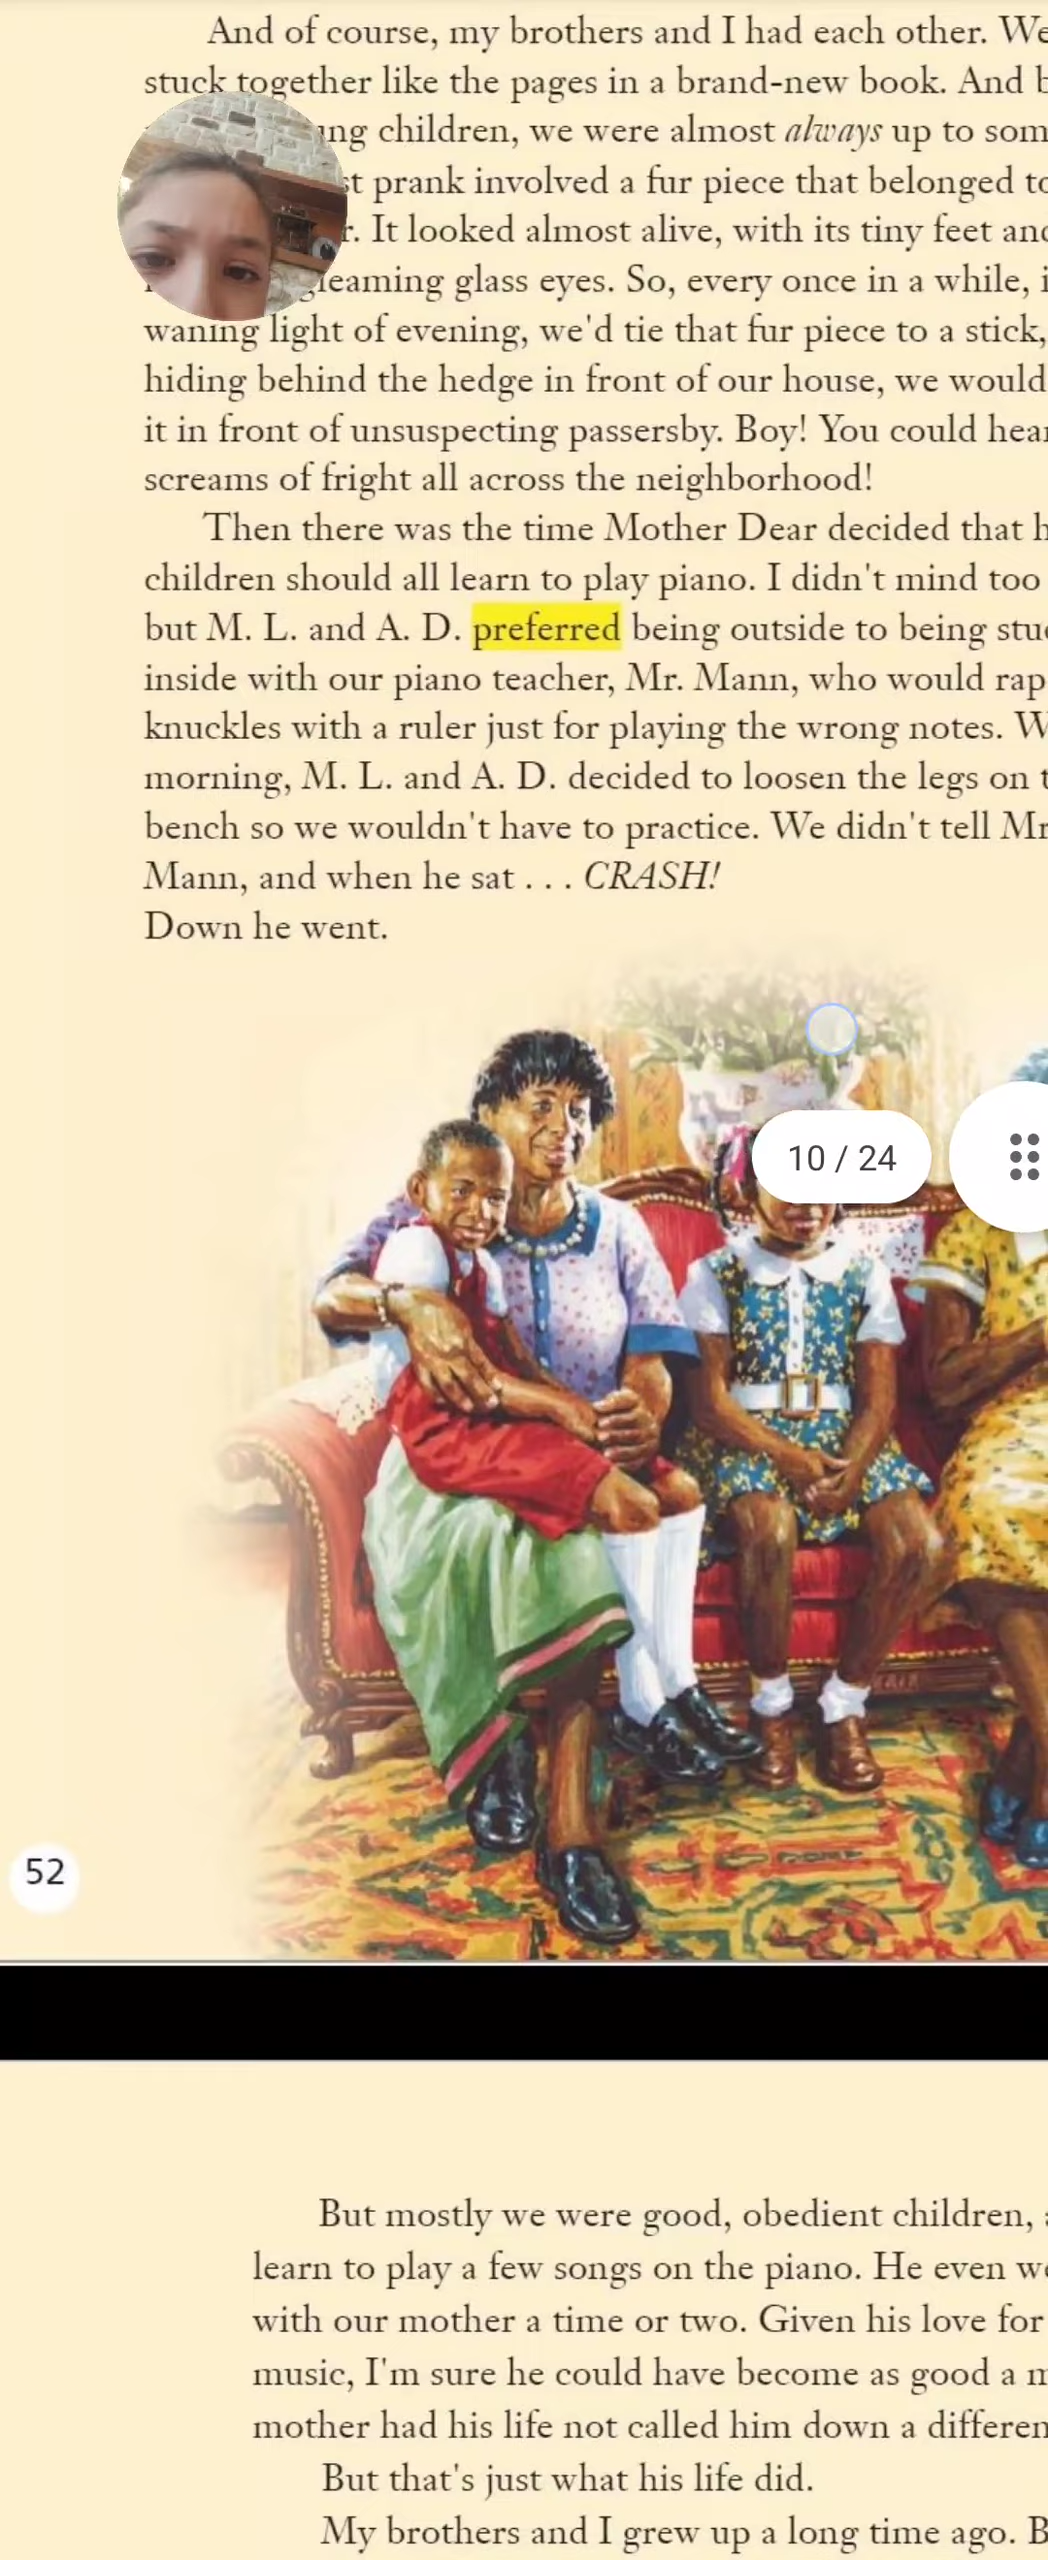 And of course, my brothers and I had each other. We
stuck together like the pages in a brand-new book. And
children, we were almost always up to
prank involved a fur piece that belonged
It looked almost alive, with its tiny feet
gleaming glass eyes. So, every once in a while,
waning light of evening, we'd tie that fur piece to a stick,
hiding behind the hedge in front of our house, we would
it in front of unsuspecting passersby. Boy! You could
screams of fright all across the neighborhood!
Then there was the time Mother Dear decided that
children should all learn to play piano. I didn't mind too
but M. L. and A. D. preferred being outside to being
inside with our piano teacher, Mr. Mann, who would rap
knuckles with a ruler just for playing the wrong notes.
morning, M. L. and A. D. decided to loosen the legs on
bench so we wouldn't have to practice. We didn't tell
Mann, and when he sat . . . CRASH!
Down he went.
10 / 24
52
But mostly we were good, obedient children,
learn to play a few songs on the piano. He even
with our mother a time or two. Given his love for
music, I'm sure he could have become as good a
mother had his life not called him down a
But that's just what his life did.
My brothers and I grew up a long time ago.